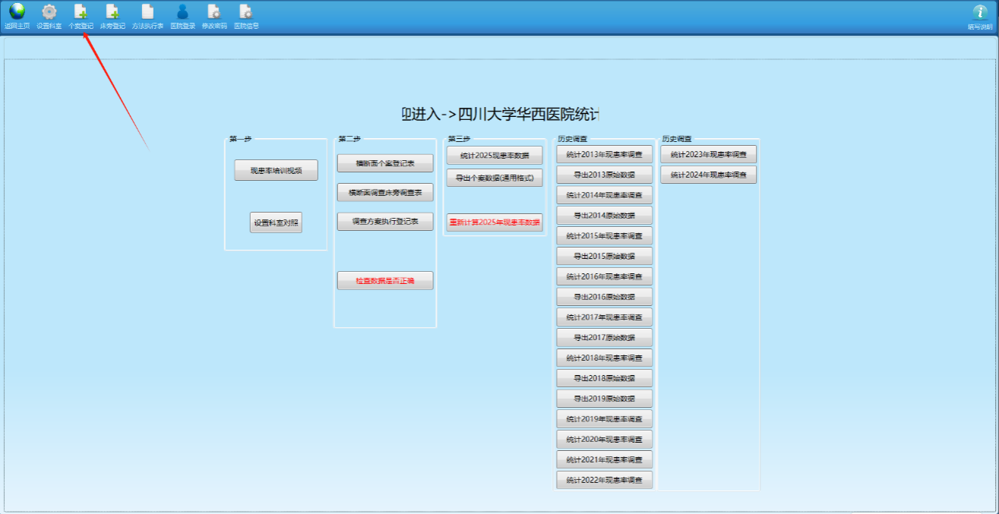 返回主页 设置科室 个案登记 床旁登记 方法执行表 医院登录 修改密码 医院信息 填写说明
迎进入->四川大学华西医院统计
第一步
现患率培训视频
设置科室对照
第二步
横断面个案登记表
横断面调查床旁调查表
调查方案执行登记表
检查数据是否正确
第三步
统计2025现患率数据
导出个案数据(通用格式)
重新计算2025年现患率数据
历史调查
统计2013年现患率调查
导出2013原始数据
统计2014年现患率调查
导出2014原始数据
统计2015年现患率调查
导出2015原始数据
统计2016年现患率调查
导出2016原始数据
统计2017年现患率调查
导出2017原始数据
统计2018年现患率调查
导出2018原始数据
导出2019原始数据
统计2019年现患率调查
统计2020年现患率调查
统计2021年现患率调查
统计2022年现患率调查
历史调查
统计2023年现患率调查
统计2024年现患率调查